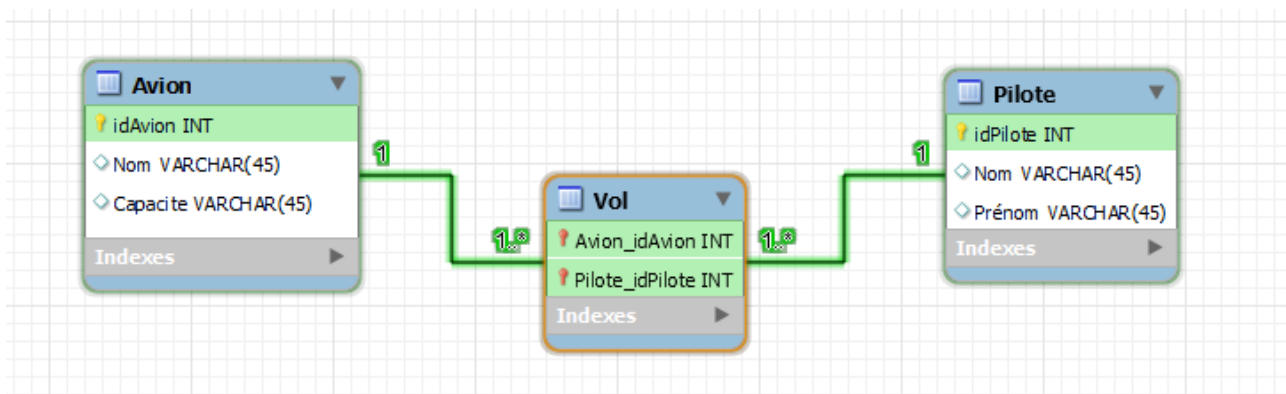 Avion
idAvion INT
Nom VARCHAR(45)
Capacite VARCHAR(45)
Indexes
1
1..*
Vol
Avion_idAvion INT
Pilote_idPilote INT
Indexes
1..*
1
Pilote
idPilote INT
Nom VARCHAR(45)
Prénom VARCHAR(45)
Indexes